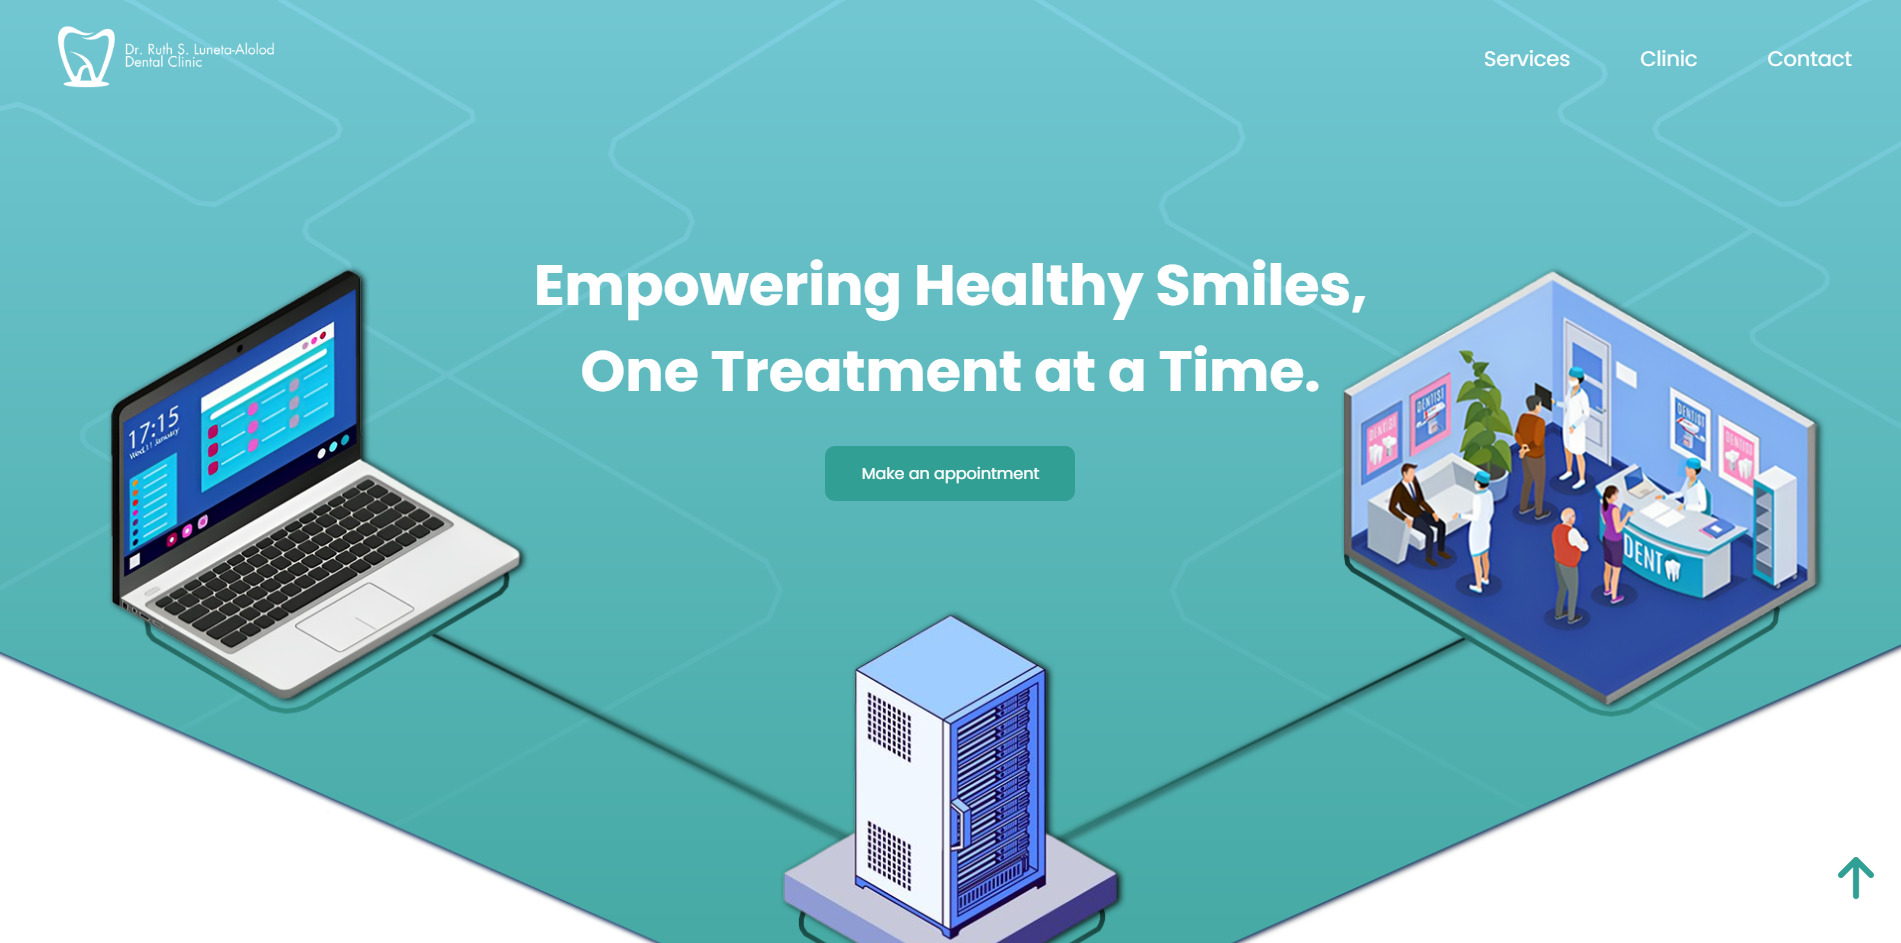 Dr. Ruth S. Luneta-Alolod
Dental Clinic
Services
Clinic
Contact
Empowering Healthy Smiles,
One Treatment at a Time.
Make an appointment
17:15
Wed, 11 January
DENTIST
DENTIST
DENTIST
DENTIST
DENT